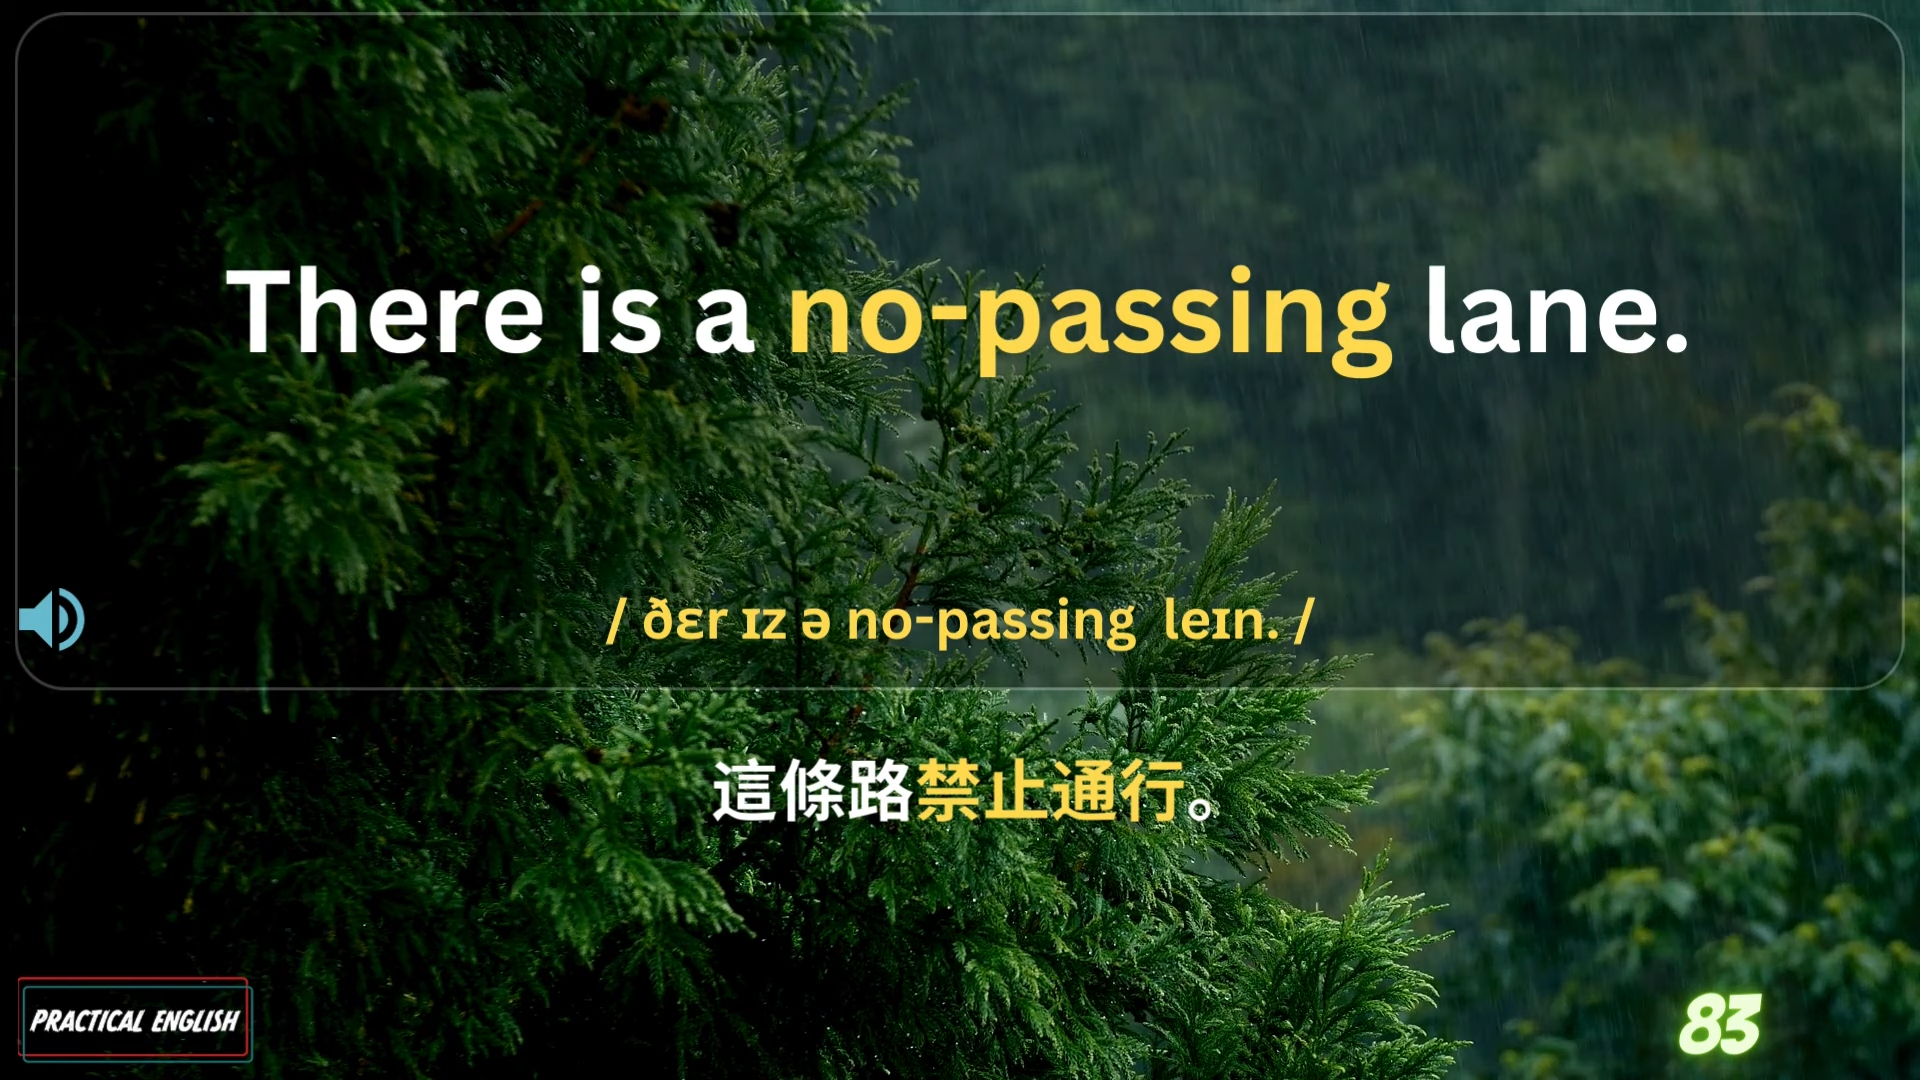 There is a no-passing lane.
/ ðɛr ɪz ə no-passing leɪn. /
這條路禁止通行。
PRACTICAL ENGLISH
83